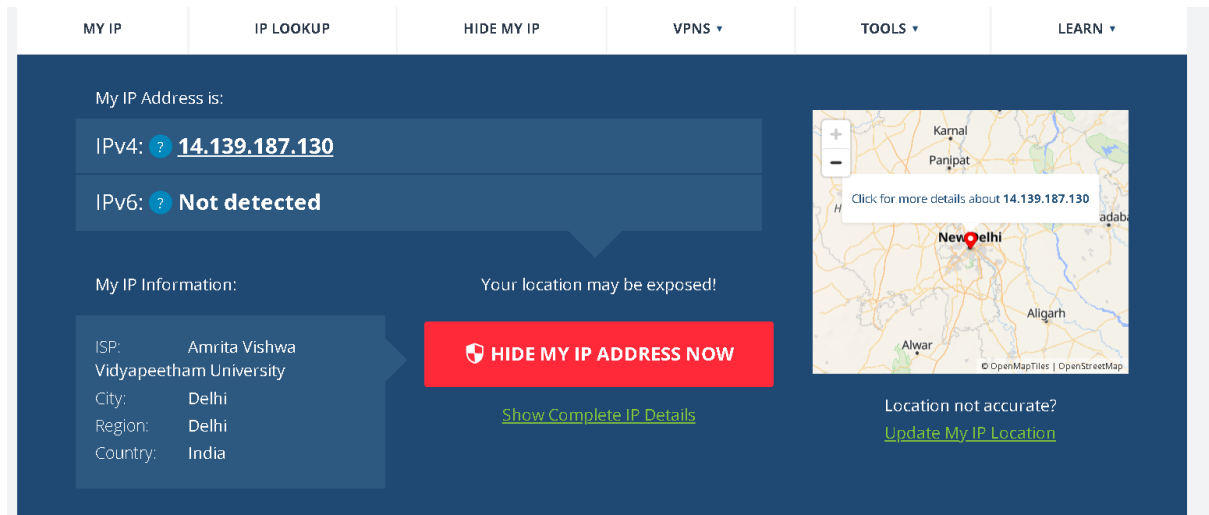 MY IP
IP LOOKUP
HIDE MY IP
VPNS ▾
TOOLS ▾
LEARN ▾
My IP Address is:
IPv4: ? 14.139.187.130
IPv6: ? Not detected
My IP Information:
ISP: Amrita Vishwa
Vidyapeetham University
City: Delhi
Region: Delhi
Country: India
Your location may be exposed!
HIDE MY IP ADDRESS NOW
Show Complete IP Details
+
−
Karnal
Panipat
H
Click for more details about 14.139.187.130
adaba
New Delhi
Aligarh
Alwar
© OpenMapTiles | OpenStreetMap
Location not accurate?
Update My IP Location